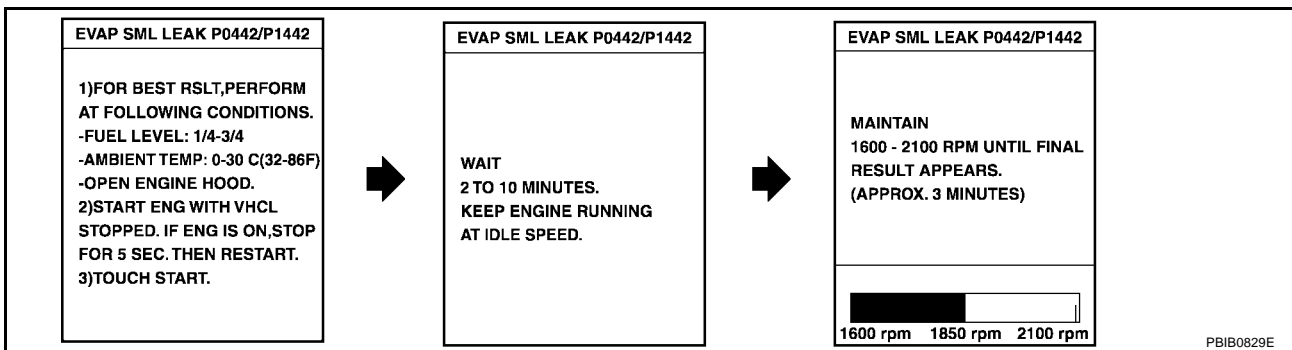 EVAP SML LEAK P0442/P1442
1)FOR BEST RSLT,PERFORM
AT FOLLOWING CONDITIONS.
-FUEL LEVEL: 1/4-3/4
-AMBIENT TEMP: 0-30 C(32-86F)
-OPEN ENGINE HOOD.
2)START ENG WITH VHCL
STOPPED. IF ENG IS ON,STOP
FOR 5 SEC. THEN RESTART.
3)TOUCH START.
EVAP SML LEAK P0442/P1442
WAIT
2 TO 10 MINUTES.
KEEP ENGINE RUNNING
AT IDLE SPEED.
EVAP SML LEAK P0442/P1442
MAINTAIN
1600 - 2100 RPM UNTIL FINAL
RESULT APPEARS.
(APPROX. 3 MINUTES)
1600 rpm 1850 rpm 2100 rpm
PBIB0829E